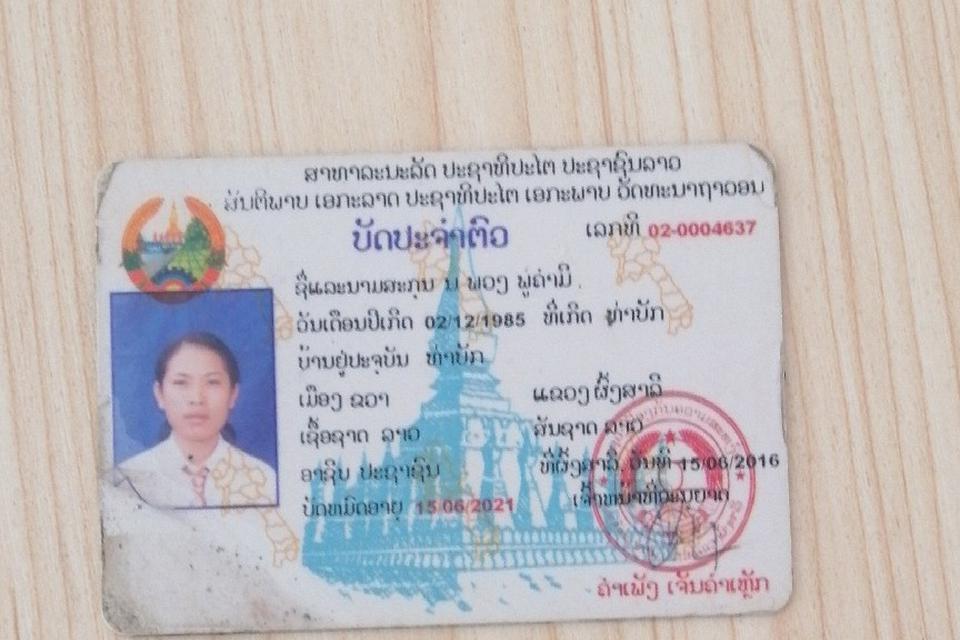 ສາທາລະນະລັດ ປະຊາທິປະໄຕ ປະຊາຊົນລາວ
ສັນຕິພາບ ເອກະລາດ ປະຊາທິປະໄຕ ເອກະພາບ ວັດທະນາຖາວອນ
ບັດປະຈຳຕົວ ເລກທີ 02-0004637
ຊື່ແລະນາມສະກຸນ ນ ພວງ ພູ່ຄຳມີ
ວັນເດືອນປີເກີດ 02/12/1985 ທີ່ເກີດ ທ່າບັກ
ບ້ານຢູ່ປະຈຸບັນ ທ່າບັກ
ເມືອງ ຂວາ ແຂວງ ຜົ້ງສາລີ
ເຊື້ອຊາດ ລາວ ສັນຊາດ ລາວ
ອາຊີບ ປະຊາຊົນ ທີ່ຜົ້ງສາລີ, ວັນທີ 15/06/2016
ບັດຫມົດອາຍຸ 15/06/2021 ເຈົ້າຫນ້າທີ່ລະບຸຍາດ
ຄຳເພັງ ເຈັນຄຳເຫຼັກ